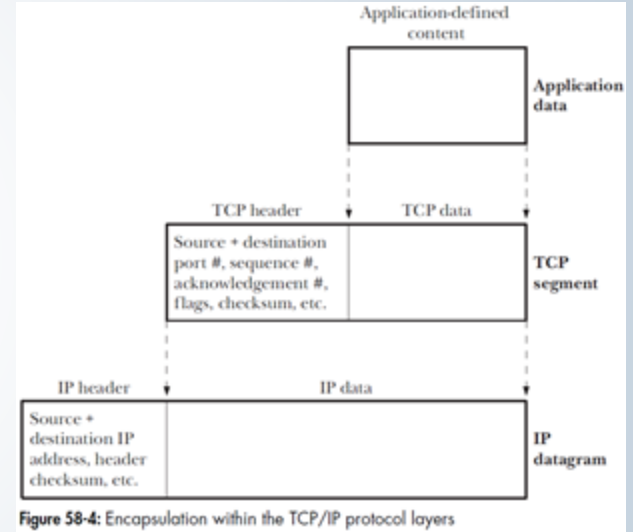 Application-defined
content
Application
data
TCP header
TCP data
Source + destination
port #, sequence #,
acknowledgement #,
flags, checksum, etc.
TCP
segment
IP header
IP data
Source +
destination IP
address, header
checksum, etc.
IP
datagram
Figure 58-4: Encapsulation within the TCP/IP protocol layers